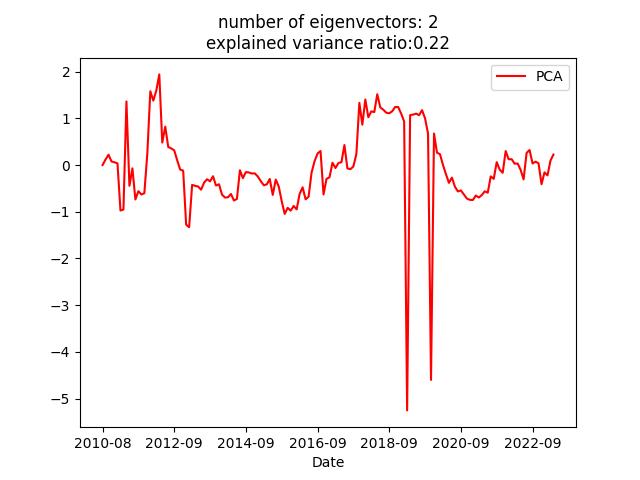 number of eigenvectors: 2
explained variance ratio:0.22
PCA
2
1
0
−1
−2
−3
−4
−5
2010-08 2012-09 2014-09 2016-09 2018-09 2020-09 2022-09
Date